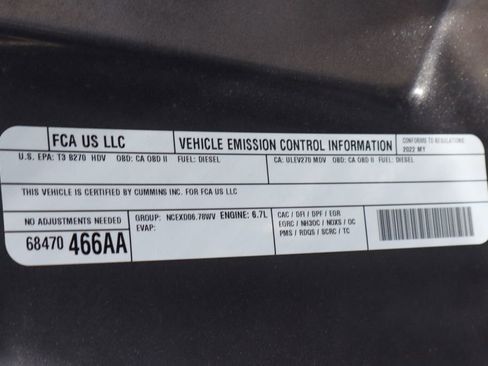 FCA US LLC
VEHICLE EMISSION CONTROL INFORMATION
CONFORMS TO REGULATIONS:
2022 MY
U.S. EPA: T3 B270 HDV OBD: CA OBD II FUEL: DIESEL
CA: ULEV270 MDV OBD: CA OBD II FUEL: DIESEL
THIS VEHICLE IS CERTIFIED BY CUMMINS INC. FOR FCA US LLC
NO ADJUSTMENTS NEEDED
68470 466AA
GROUP: NCEXD06.78WV ENGINE: 6.7L
EVAP:
CAC / DFI / DPF / EGR
EGRC / NH3OC / NOXS / OC
PMS / RDQS / SCRC / TC